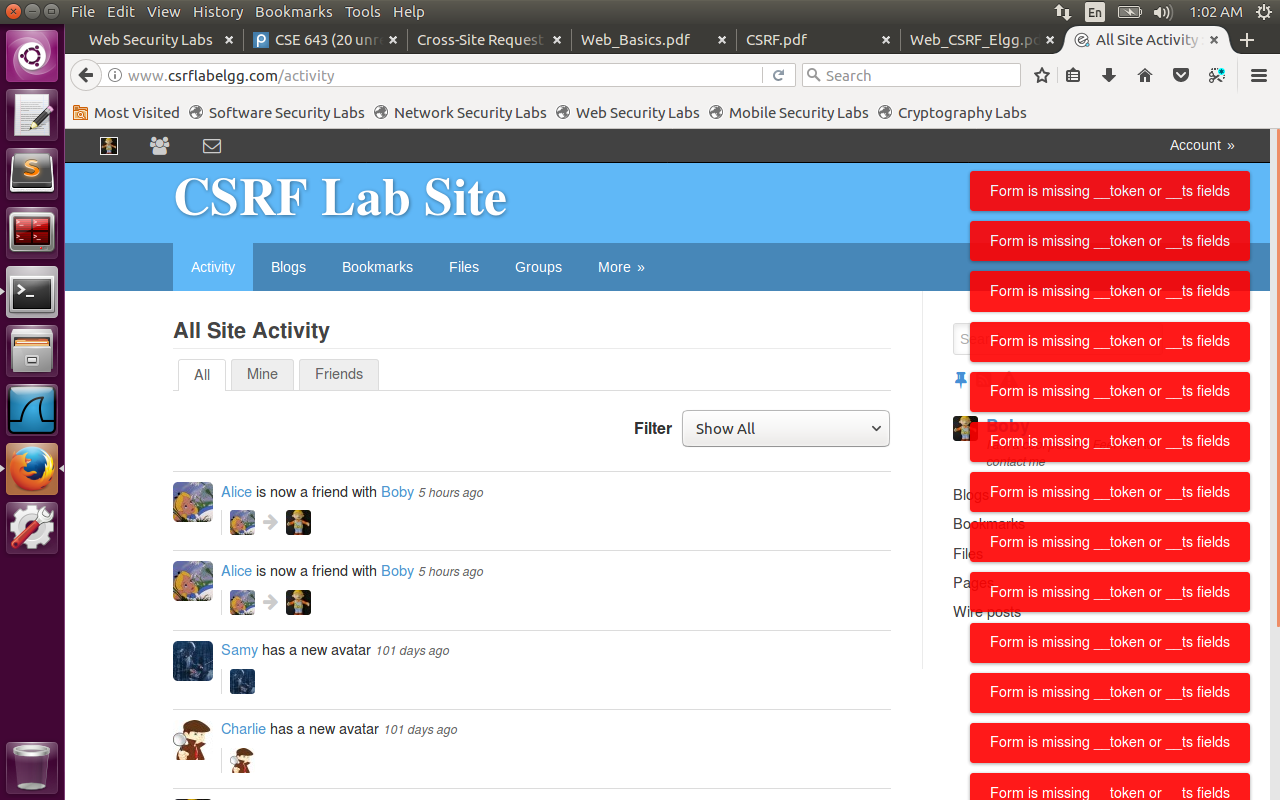 File Edit View History Bookmarks Tools Help
En 1:02 AM
Web Security Labs
CSE 643 (20 unr
Cross-Site Request
Web_Basics.pdf
CSRF.pdf
Web_CSRF_Elgg.p
All Site Activity
www.csrflabelgg.com/activity
Search
Most Visited Software Security Labs Network Security Labs Web Security Labs Mobile Security Labs Cryptography Labs
Account »
CSRF Lab Site
Activity Blogs Bookmarks Files Groups More »
All Site Activity
All Mine Friends
Filter Show All
Alice is now a friend with Boby 5 hours ago
Alice is now a friend with Boby 5 hours ago
Samy has a new avatar 101 days ago
Charlie has a new avatar 101 days ago
Boby
contact me
Blogs
Bookmarks
Files
Pages
Wire posts
Form is missing __token or __ts fields
Form is missing __token or __ts fields
Form is missing __token or __ts fields
Form is missing __token or __ts fields
Form is missing __token or __ts fields
Form is missing __token or __ts fields
Form is missing __token or __ts fields
Form is missing __token or __ts fields
Form is missing __token or __ts fields
Form is missing __token or __ts fields
Form is missing __token or __ts fields
Form is missing __token or __ts fields
Form is missing __token or __ts fields